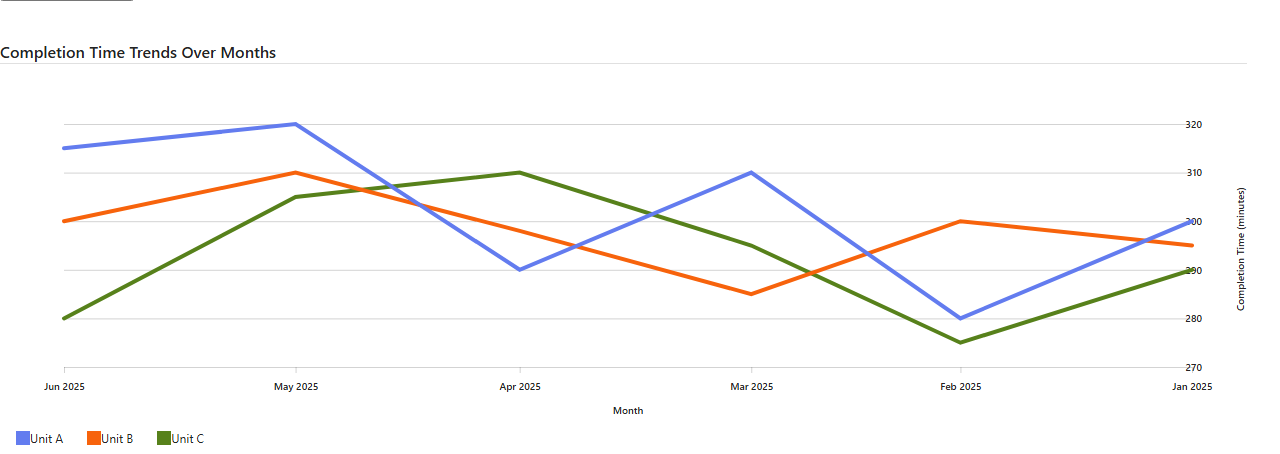 Completion Time Trends Over Months
320
310
300
290
280
270
Completion Time (minutes)
Jun 2025
May 2025
Apr 2025
Mar 2025
Feb 2025
Jan 2025
Month
Unit A
Unit B
Unit C